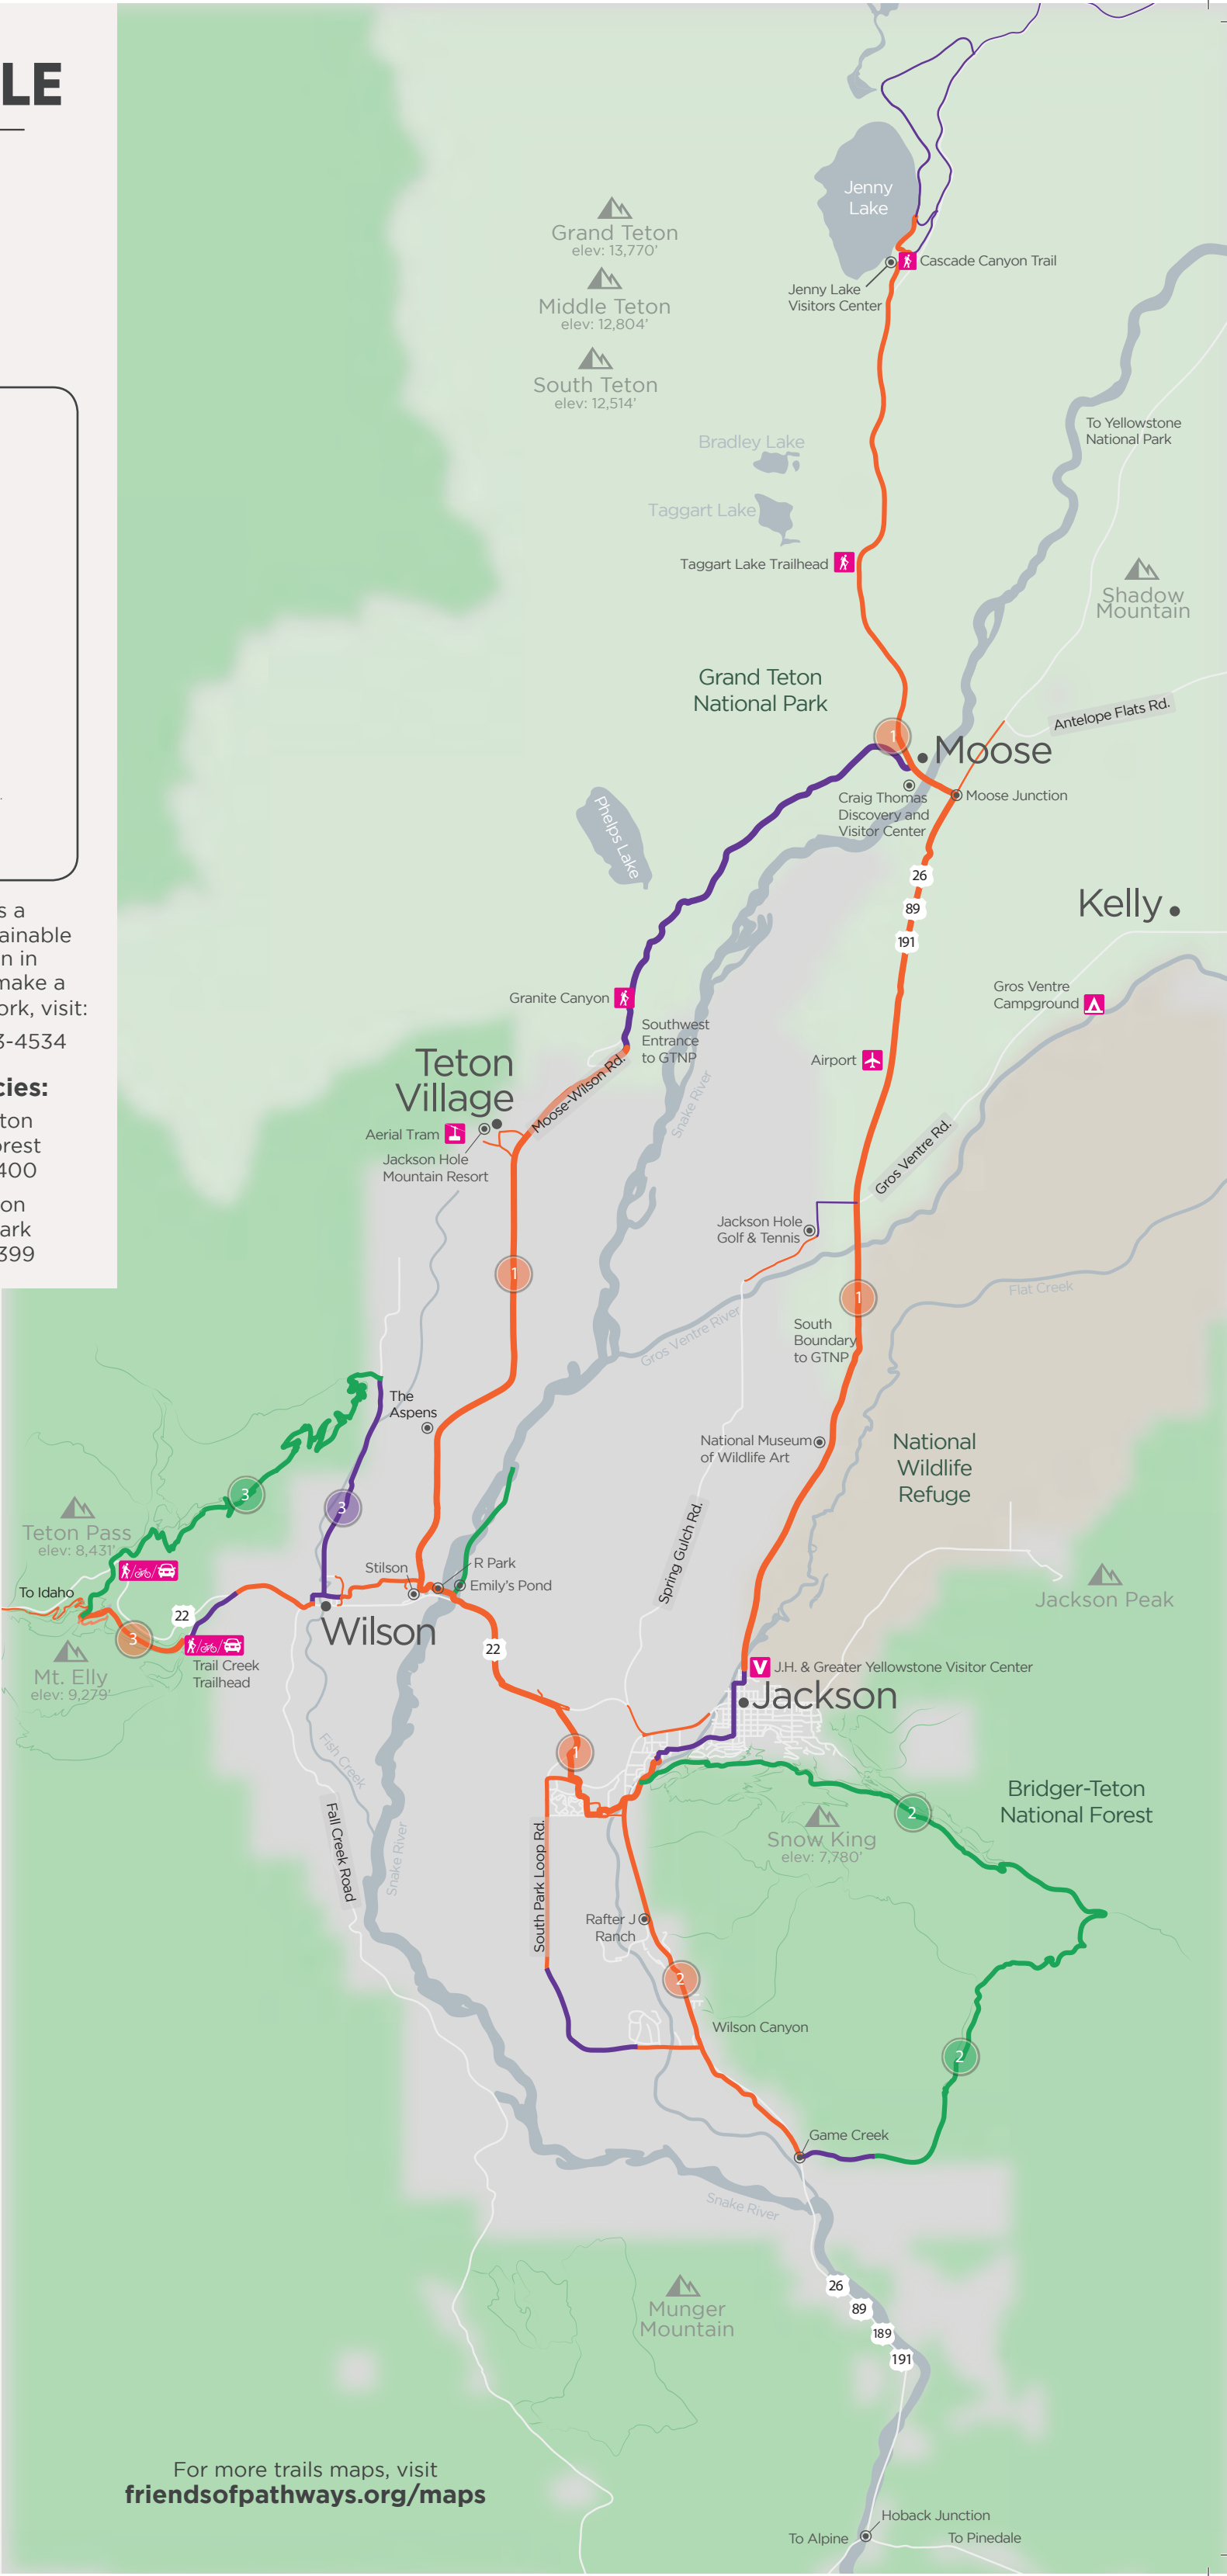 LE
s a
ainable
n in
make a
ork, visit:
3-4534
cies:
ton
orest
400
on
ark
399
Jenny
Lake
Grand Teton
elev: 13,770’
Cascade Canyon Trail
Jenny Lake
Visitors Center
Middle Teton
elev: 12,804’
South Teton
elev: 12,514’
To Yellowstone
National Park
Bradley Lake
Taggart Lake
Taggart Lake Trailhead
Shadow
Mountain
Grand Teton
National Park
Antelope Flats Rd.
1
Moose
Craig Thomas
Discovery and
Visitor Center
Moose Junction
Phelps Lake
26
89
191
Kelly
Granite Canyon
Gros Ventre
Campground
Southwest
Entrance
to GTNP
Airport
Teton
Village
Moose-Wilson Rd.
Snake River
Aerial Tram
Jackson Hole
Mountain Resort
Gros Ventre Rd.
Jackson Hole
Golf & Tennis
1
1
Flat Creek
Gros Ventre River
South
Boundary
to GTNP
The
Aspens
National Museum
of Wildlife Art
National
Wildlife
Refuge
3
3
Teton Pass
elev: 8,431’
Spring Gulch Rd.
Stilson
R Park
Emily's Pond
To Idaho
Jackson Peak
22
Wilson
3
22
Mt. Elly
elev: 9,279’
Trail Creek
Trailhead
V
J.H. & Greater Yellowstone Visitor Center
Jackson
1
Fish Creek
Bridger-Teton
National Forest
2
Snow King
elev: 7,780’
Fall Creek Road
Snake River
South Park Loop Rd.
Rafter J
Ranch
2
Wilson Canyon
2
Game Creek
Snake River
26
89
189
191
Munger
Mountain
For more trails maps, visit
friendsofpathways.org/maps
Hoback Junction
To Alpine
To Pinedale